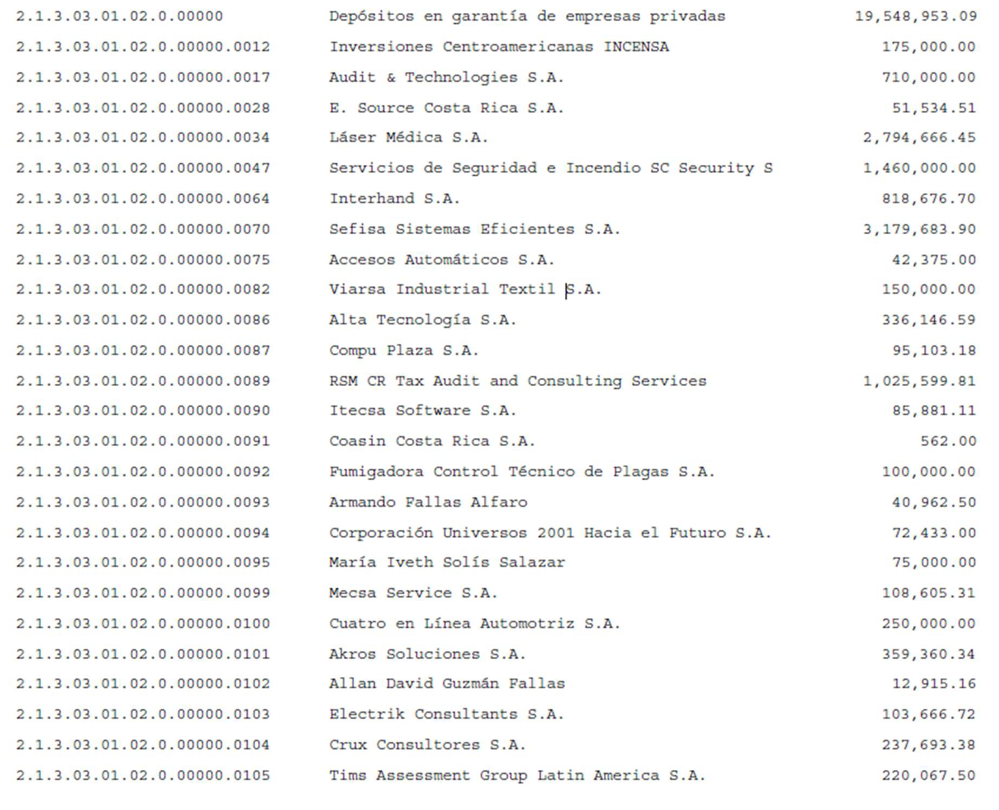 2.1.3.03.01.02.0.00000 Depósitos en garantía de empresas privadas 19,548,953.09
2.1.3.03.01.02.0.00000.0012 Inversiones Centroamericanas INCENSA 175,000.00
2.1.3.03.01.02.0.00000.0017 Audit & Technologies S.A. 710,000.00
2.1.3.03.01.02.0.00000.0028 E. Source Costa Rica S.A. 51,534.51
2.1.3.03.01.02.0.00000.0034 Láser Médica S.A. 2,794,666.45
2.1.3.03.01.02.0.00000.0047 Servicios de Seguridad e Incendio SC Security S 1,460,000.00
2.1.3.03.01.02.0.00000.0064 Interhand S.A. 818,676.70
2.1.3.03.01.02.0.00000.0070 Sefisa Sistemas Eficientes S.A. 3,179,683.90
2.1.3.03.01.02.0.00000.0075 Accesos Automáticos S.A. 42,375.00
2.1.3.03.01.02.0.00000.0082 Viarsa Industrial Textil S.A. 150,000.00
2.1.3.03.01.02.0.00000.0086 Alta Tecnología S.A. 336,146.59
2.1.3.03.01.02.0.00000.0087 Compu Plaza S.A. 95,103.18
2.1.3.03.01.02.0.00000.0089 RSM CR Tax Audit and Consulting Services 1,025,599.81
2.1.3.03.01.02.0.00000.0090 Itecsa Software S.A. 85,881.11
2.1.3.03.01.02.0.00000.0091 Coasin Costa Rica S.A. 562.00
2.1.3.03.01.02.0.00000.0092 Fumigadora Control Técnico de Plagas S.A. 100,000.00
2.1.3.03.01.02.0.00000.0093 Armando Fallas Alfaro 40,962.50
2.1.3.03.01.02.0.00000.0094 Corporación Universos 2001 Hacia el Futuro S.A. 72,433.00
2.1.3.03.01.02.0.00000.0095 María Iveth Solís Salazar 75,000.00
2.1.3.03.01.02.0.00000.0099 Mecsa Service S.A. 108,605.31
2.1.3.03.01.02.0.00000.0100 Cuatro en Línea Automotriz S.A. 250,000.00
2.1.3.03.01.02.0.00000.0101 Akros Soluciones S.A. 359,360.34
2.1.3.03.01.02.0.00000.0102 Allan David Guzmán Fallas 12,915.16
2.1.3.03.01.02.0.00000.0103 Electrik Consultants S.A. 103,666.72
2.1.3.03.01.02.0.00000.0104 Crux Consultores S.A. 237,693.38
2.1.3.03.01.02.0.00000.0105 Tims Assessment Group Latin America S.A. 220,067.50